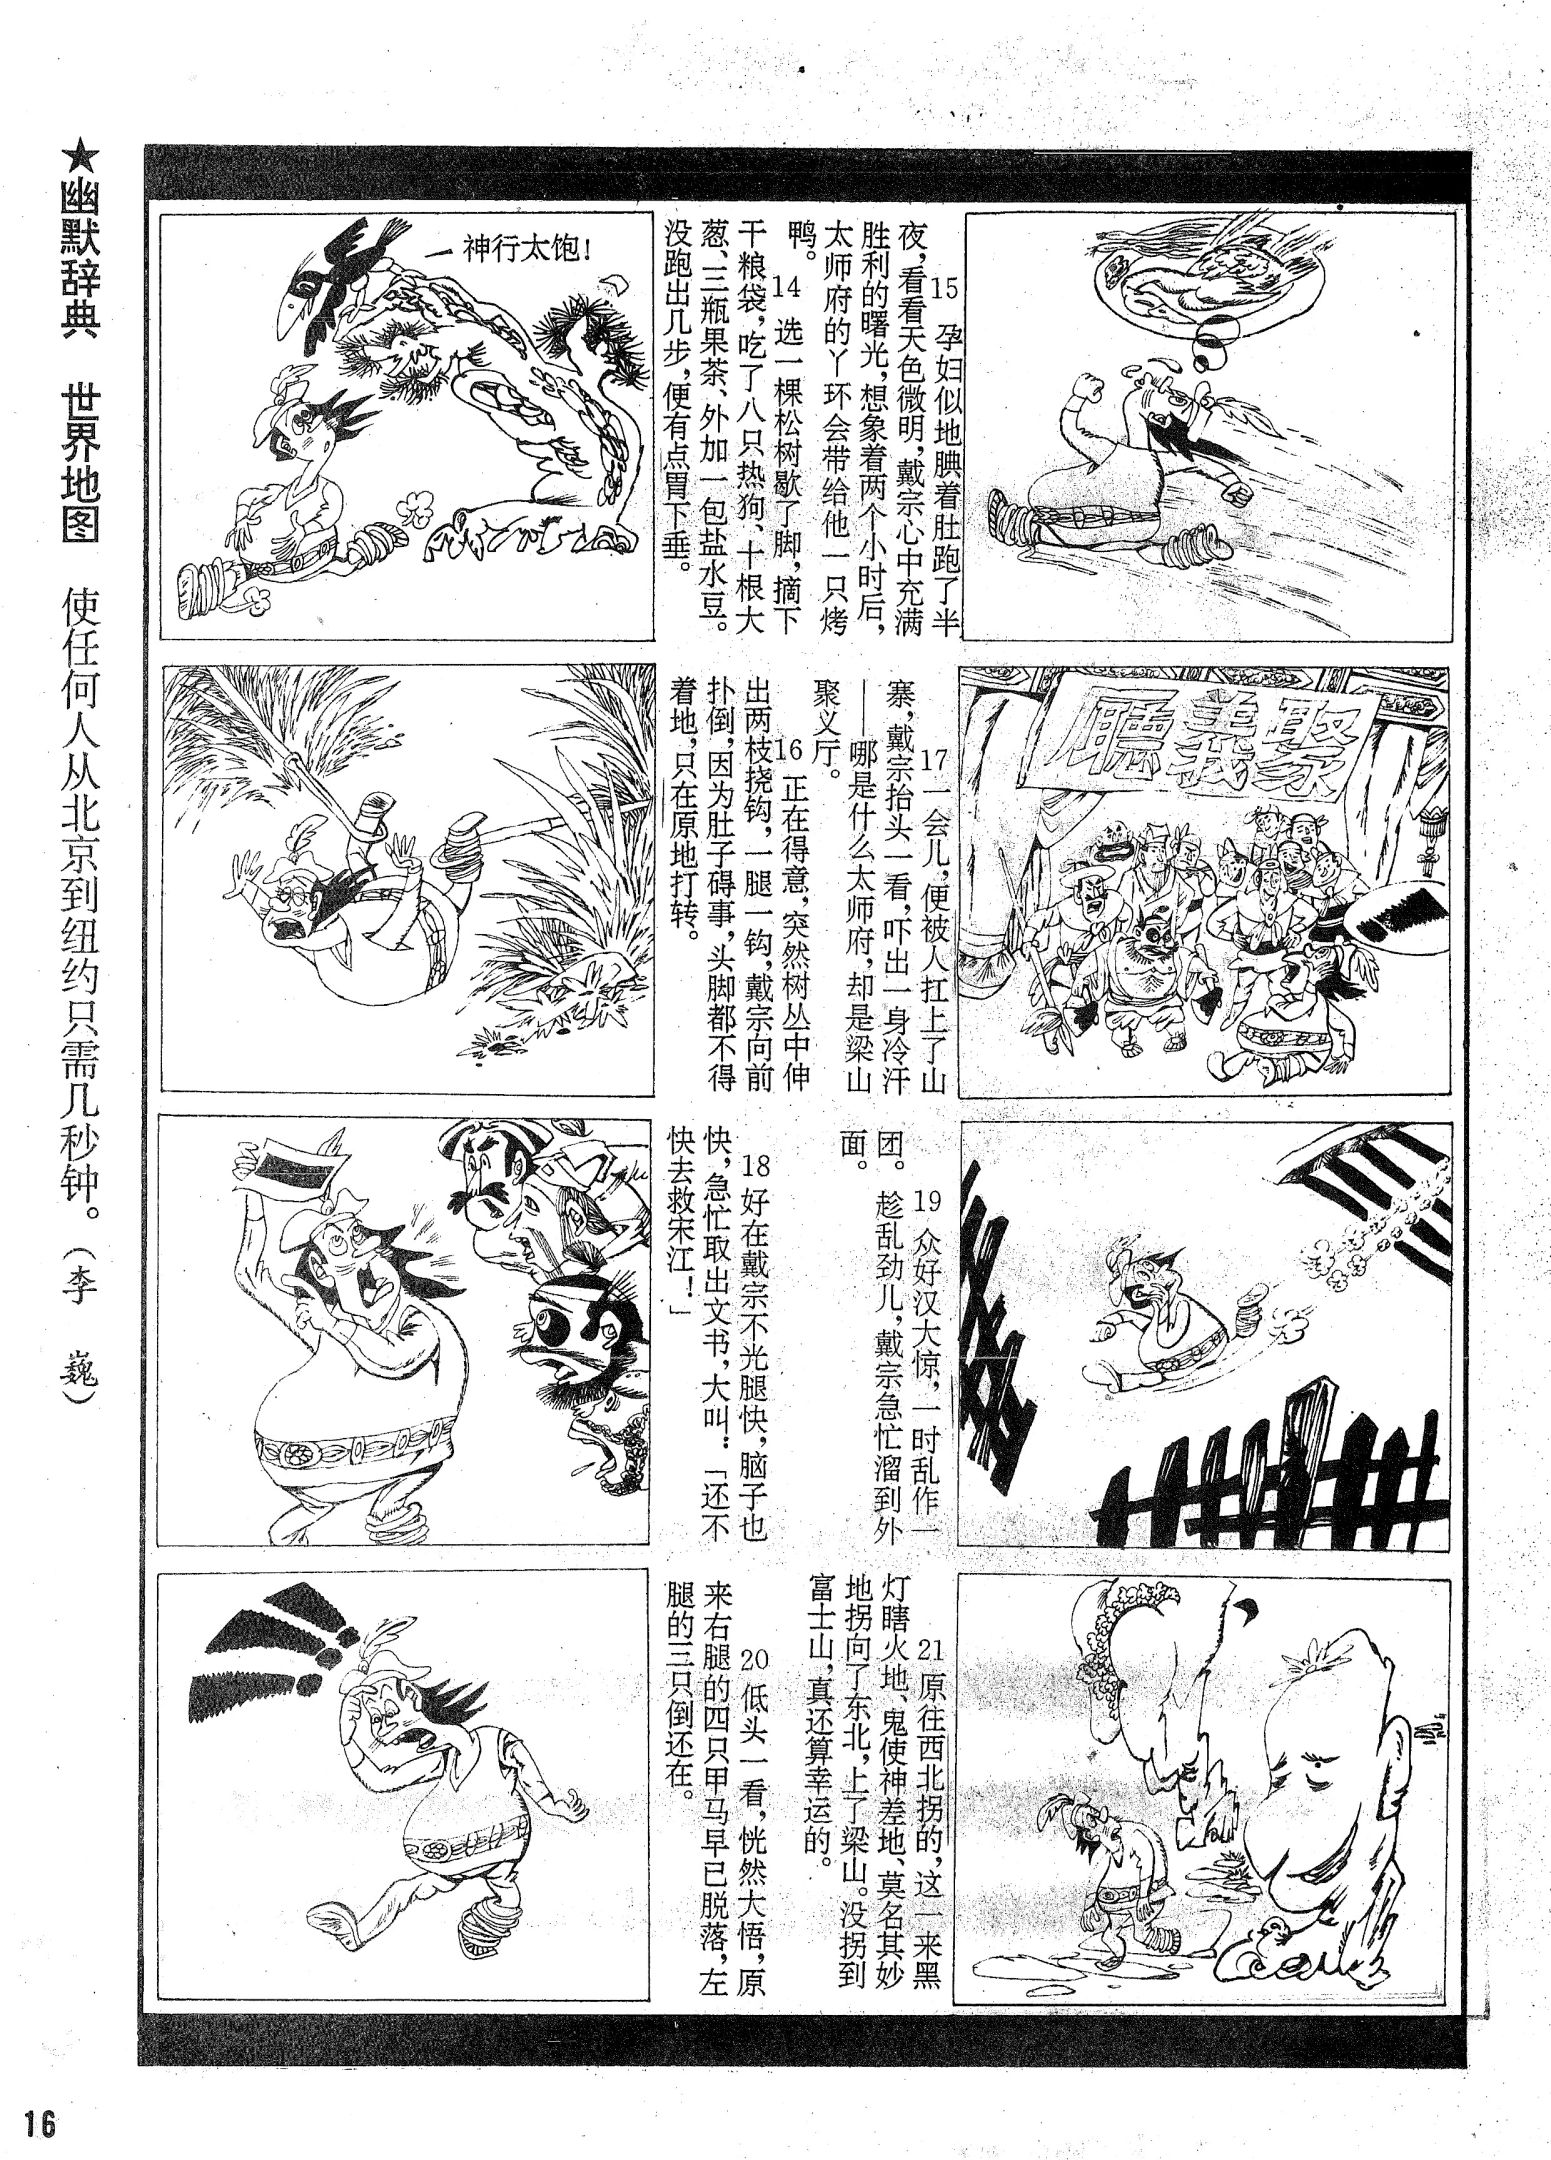 ★幽默辞典　世界地图　使任何人从北京到纽约只需几秒钟。（李　巍）
一神行太饱！
14 选一棵松树歇了脚，摘下
干粮袋，吃了八只热狗、十根大
葱、三瓶果茶、外加一包盐水豆。
没跑出几步，便有点胃下垂。
15 孕妇似地腆着肚跑了半
夜，看看天色微明，戴宗心中充满
胜利的曙光，想象着两个小时后，
太师府的丫环会带给他一只烤
鸭。
16 正在得意，突然树丛中伸
出两枝挠钩，一腿一钩，戴宗向前
扑倒，因为肚子碍事，头脚都不得
着地，只在原地打转。
17 一会儿，便被人扛上了山
寨，戴宗抬头一看，吓出一身冷汗
——哪是什么太师府，却是梁山
聚义厅。
聚義廳
18 好在戴宗不光腿快，脑子也
快，急忙取出文书，大叫：「还不
快去救宋江！」
19 众好汉大惊，一时乱作一
团。趁乱劲儿，戴宗急忙溜到外
面。
20 低头一看，恍然大悟，原
来右腿的四只甲马早已脱落，左
腿的三只倒还在。
21 原往西北拐的，这一来黑
灯瞎火地、鬼使神差地、莫名其妙
地拐向了东北，上了梁山。没拐到
富士山，真还算幸运的。
16